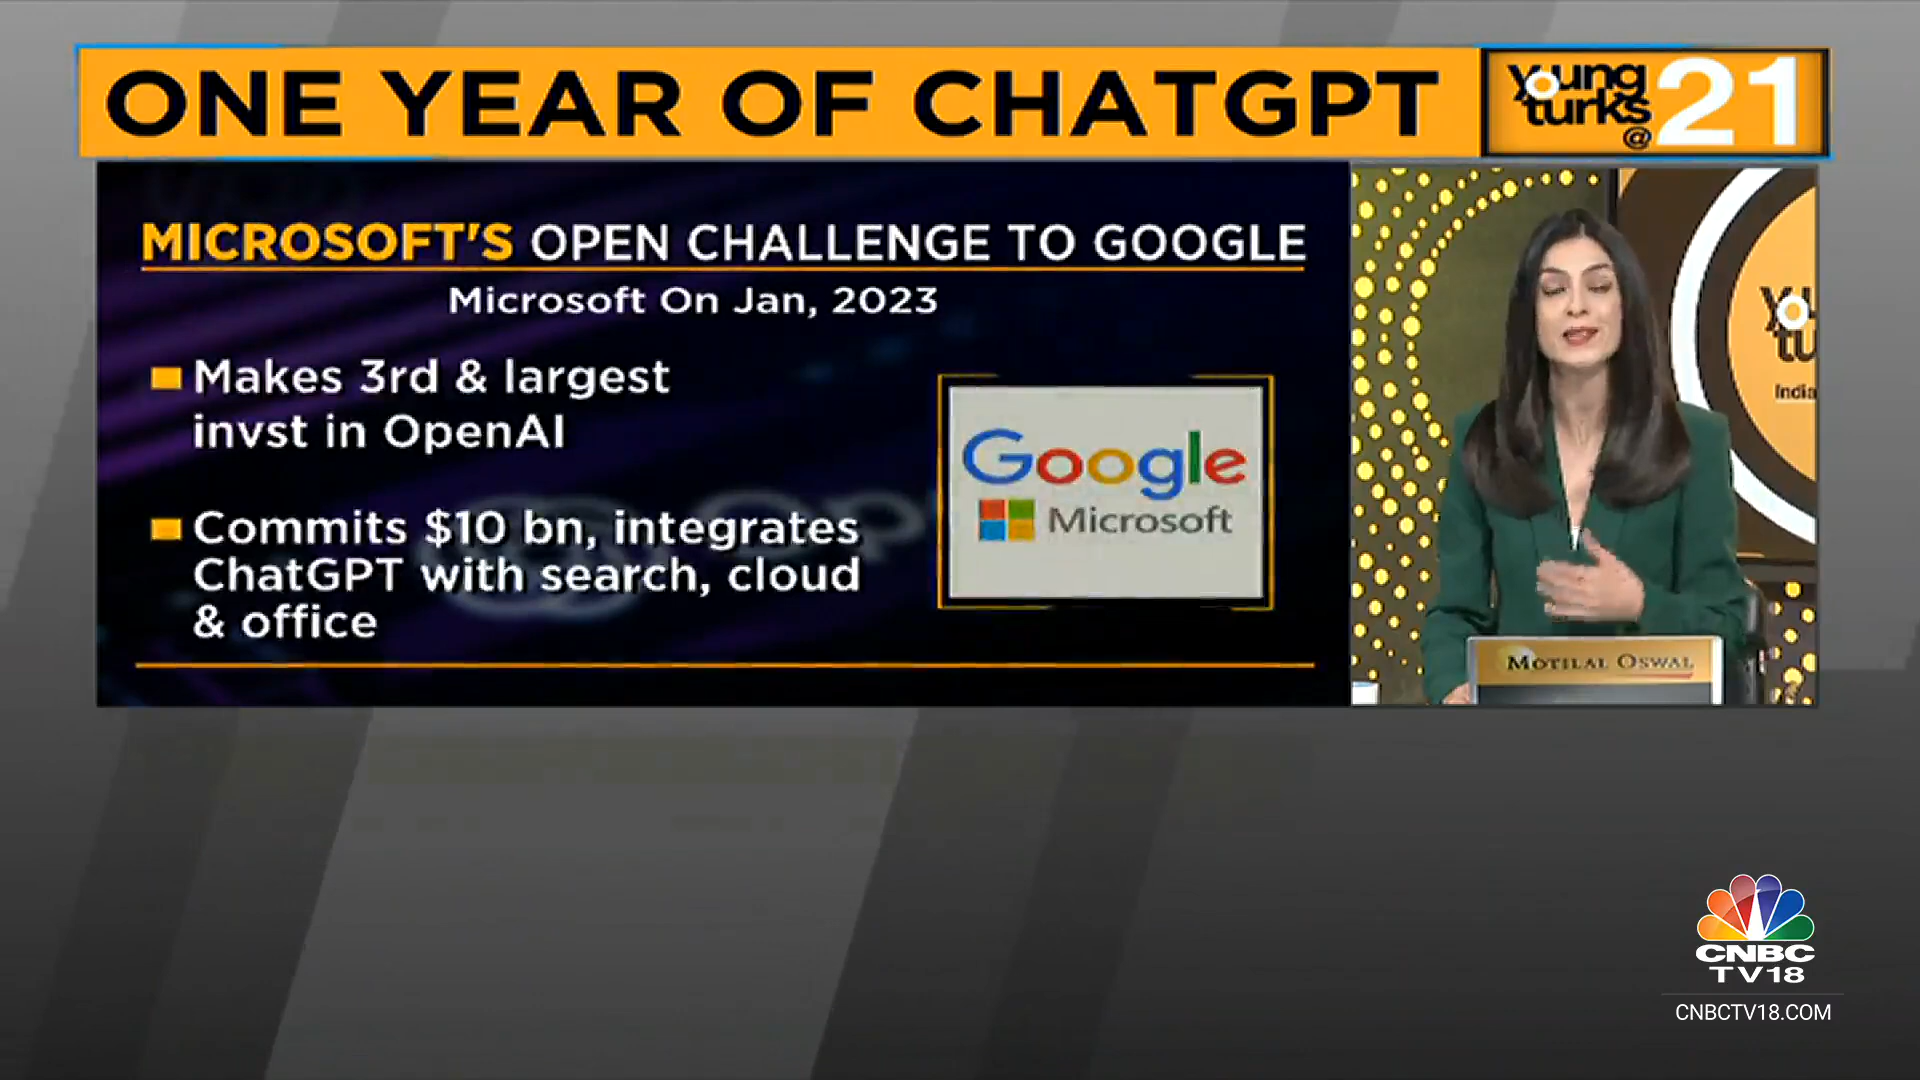 ONE YEAR OF CHATGPT
young
turks
@
21
MICROSOFT'S OPEN CHALLENGE TO GOOGLE
Microsoft On Jan, 2023
Makes 3rd & largest
invst in OpenAI
Commits $10 bn, integrates
ChatGPT with search, cloud
& office
Google
Microsoft
India
MOTILAL OSWAL
CNBC
TV18
CNBCTV18.COM